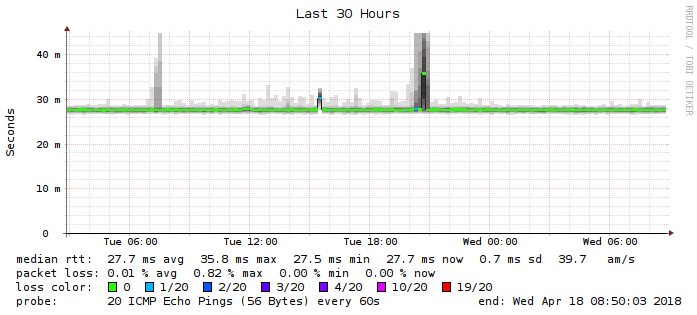 Last 30 Hours
RRDTOOL / TOBI OETIKER
Seconds
40 m
30 m
20 m
10 m
0
Tue 06:00 Tue 12:00 Tue 18:00 Wed 00:00 Wed 06:00
median rtt: 27.7 ms avg 35.8 ms max 27.5 ms min 27.7 ms now 0.7 ms sd 39.7 am/s
packet loss: 0.01 % avg 0.82 % max 0.00 % min 0.00 % now
loss color: 0 1/20 2/20 3/20 4/20 10/20 19/20
probe: 20 ICMP Echo Pings (56 Bytes) every 60s end: Wed Apr 18 08:50:03 2018